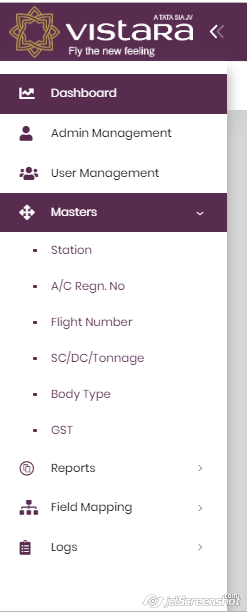 A TATA SIA JV
VISTARA
Fly the new feeling
Dashboard
Admin Management
User Management
Masters
Station
A/C Regn. No
Flight Number
SC/DC/Tonnage
Body Type
GST
Reports
Field Mapping
Logs
jetScreenshot
.com